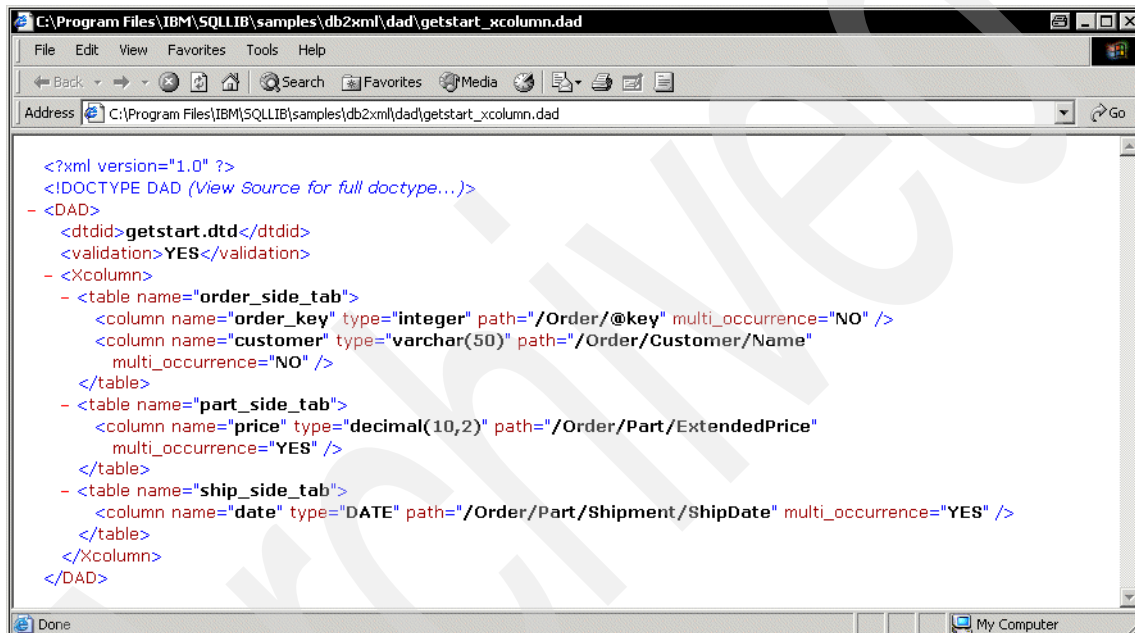 C:\Program Files\IBM\SQLLIB\samples\db2xml\dad\getstart_xcolumn.dad
File Edit View Favorites Tools Help
Back Search Favorites Media
Address C:\Program Files\IBM\SQLLIB\samples\db2xml\dad\getstart_xcolumn.dad Go
<?xml version="1.0" ?>
<!DOCTYPE DAD (View Source for full doctype...)>
- <DAD>
<dtdid>getstart.dtd</dtdid>
<validation>YES</validation>
- <Xcolumn>
- <table name="order_side_tab">
<column name="order_key" type="integer" path="/Order/@key" multi_occurrence="NO" />
<column name="customer" type="varchar(50)" path="/Order/Customer/Name"
multi_occurrence="NO" />
</table>
- <table name="part_side_tab">
<column name="price" type="decimal(10,2)" path="/Order/Part/ExtendedPrice"
multi_occurrence="YES" />
</table>
- <table name="ship_side_tab">
<column name="date" type="DATE" path="/Order/Part/Shipment/ShipDate" multi_occurrence="YES" />
</table>
</Xcolumn>
</DAD>
Done My Computer